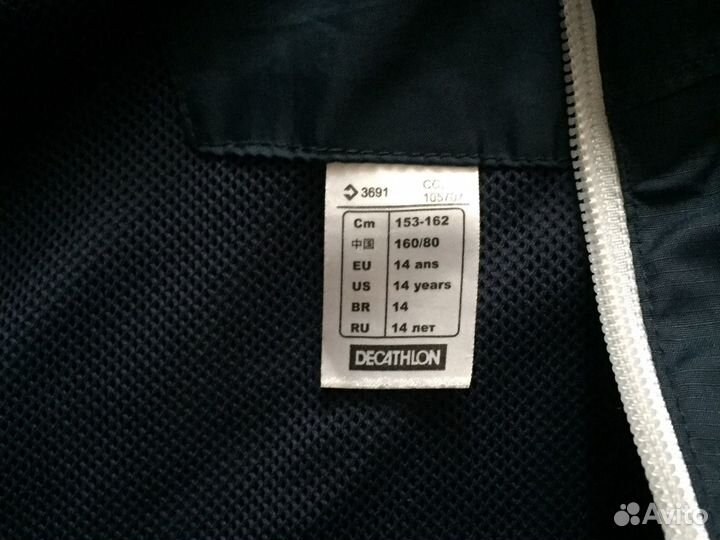 3691
Cm 153-162
中国 160/80
EU 14 ans
US 14 years
BR 14
RU 14 лет
DECATHLON
Avito